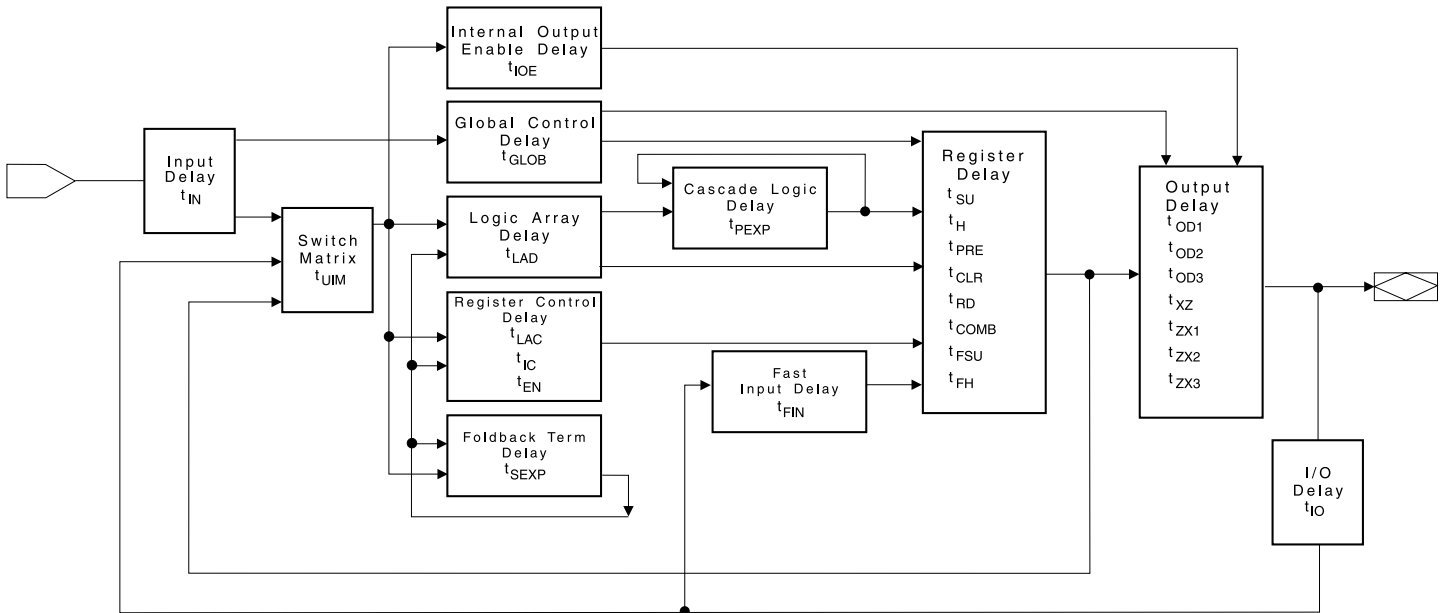 Input
Delay
tIN
Switch
Matrix
tUIM
Internal Output
Enable Delay
tIOE
Global Control
Delay
tGLOB
Logic Array
Delay
tLAD
Register Control
Delay
tLAC
tIC
tEN
Foldback Term
Delay
tSEXP
Cascade Logic
Delay
tPEXP
Fast
Input Delay
tFIN
Register
Delay
tSU
tH
tPRE
tCLR
tRD
tCOMB
tFSU
tFH
Output
Delay
tOD1
tOD2
tOD3
tXZ
tZX1
tZX2
tZX3
I/O
Delay
tIO